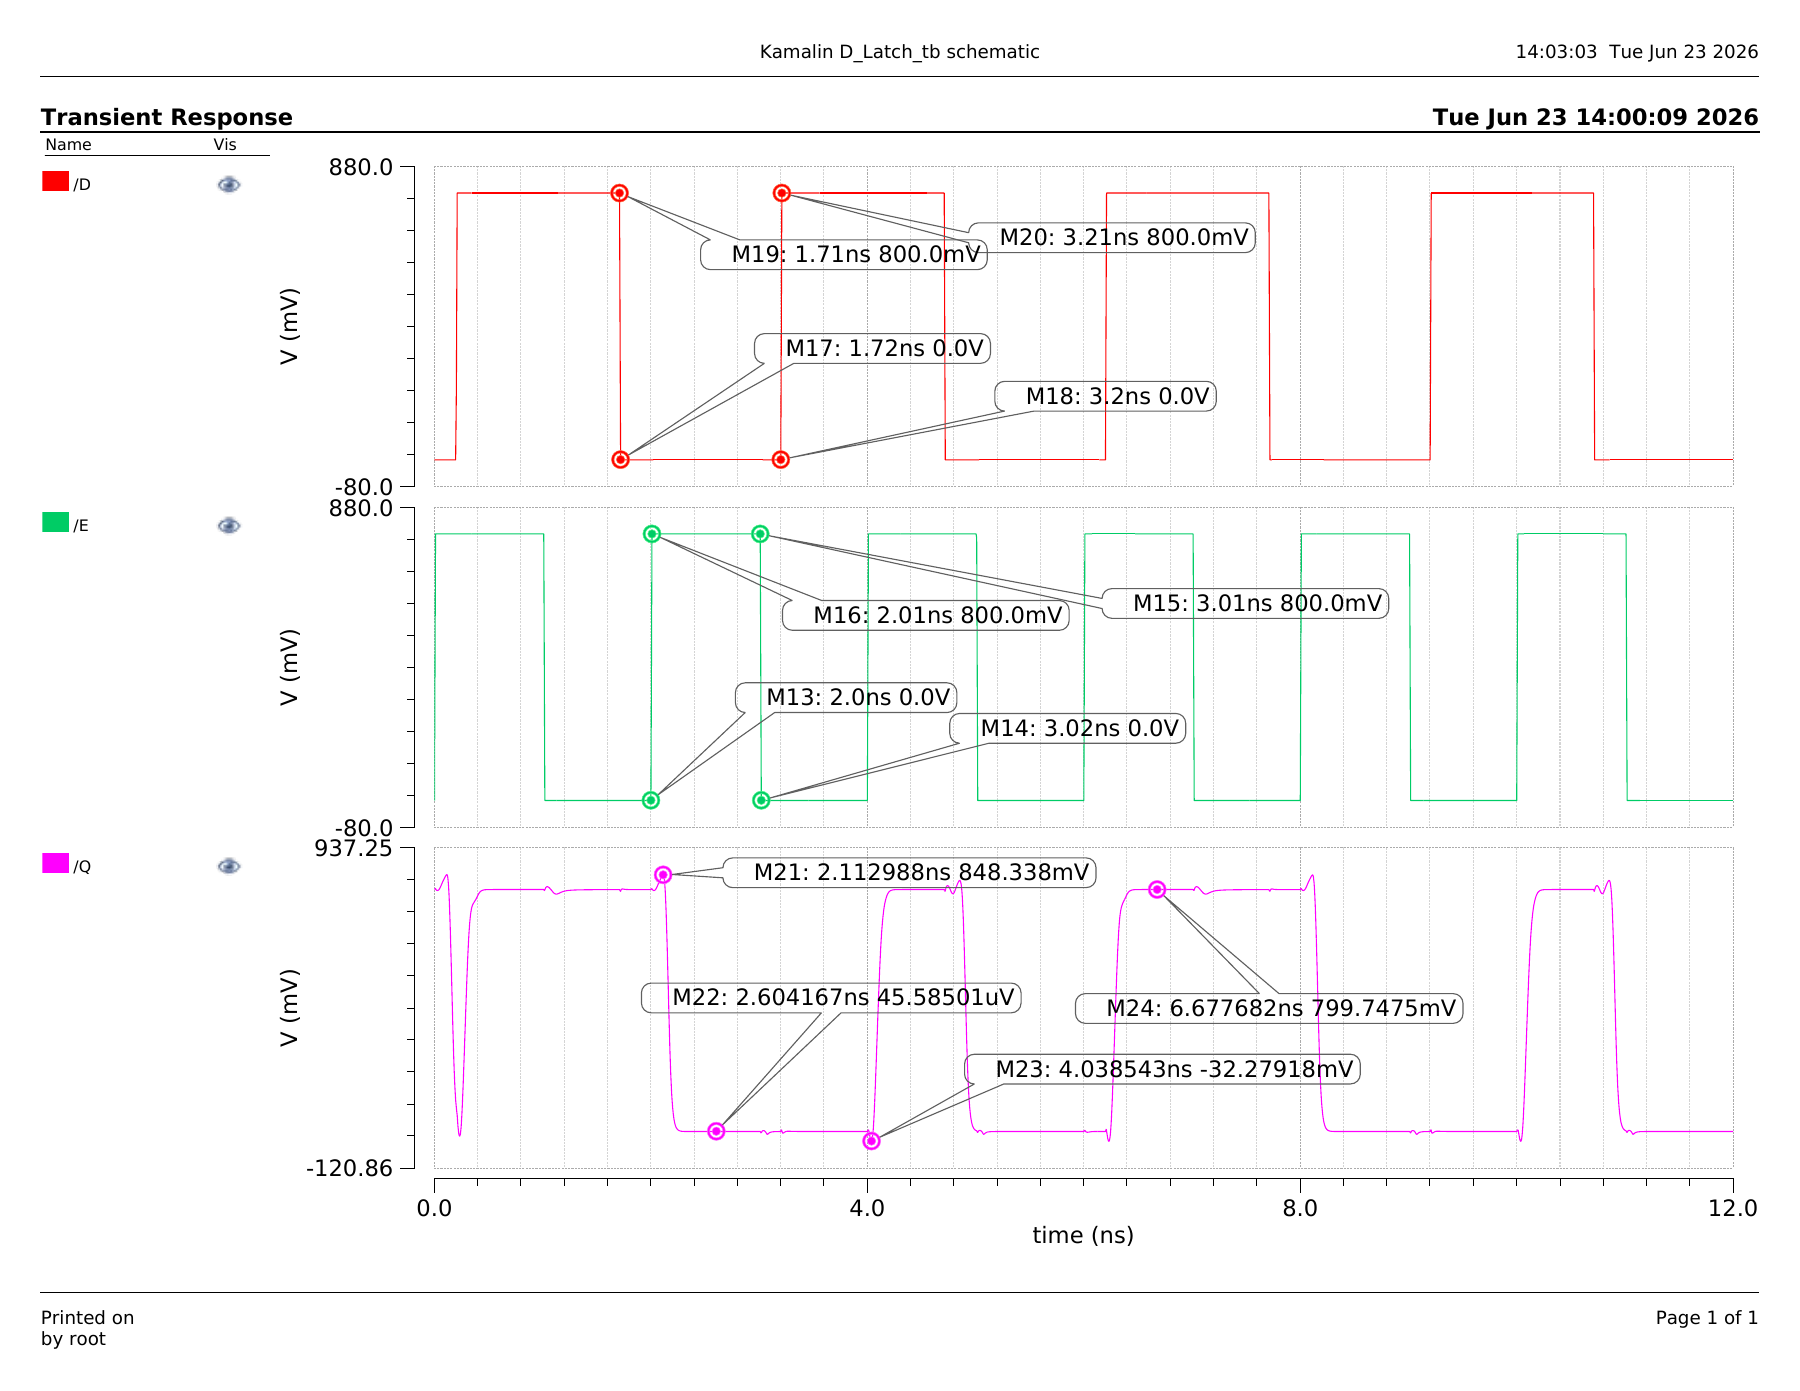 Kamalin D_Latch_tb schematic
14:03:03  Tue Jun 23 2026
Transient Response
Tue Jun 23 14:00:09 2026
Name
Vis
/D
880.0
V (mV)
-80.0
M19: 1.71ns 800.0mV
M20: 3.21ns 800.0mV
M17: 1.72ns 0.0V
M18: 3.2ns 0.0V
/E
880.0
V (mV)
-80.0
M16: 2.01ns 800.0mV
M15: 3.01ns 800.0mV
M13: 2.0ns 0.0V
M14: 3.02ns 0.0V
/Q
937.25
V (mV)
-120.86
M21: 2.112988ns 848.338mV
M22: 2.604167ns 45.58501uV
M24: 6.677682ns 799.7475mV
M23: 4.038543ns -32.27918mV
0.0
4.0
8.0
12.0
time (ns)
Printed on
by root
Page 1 of 1